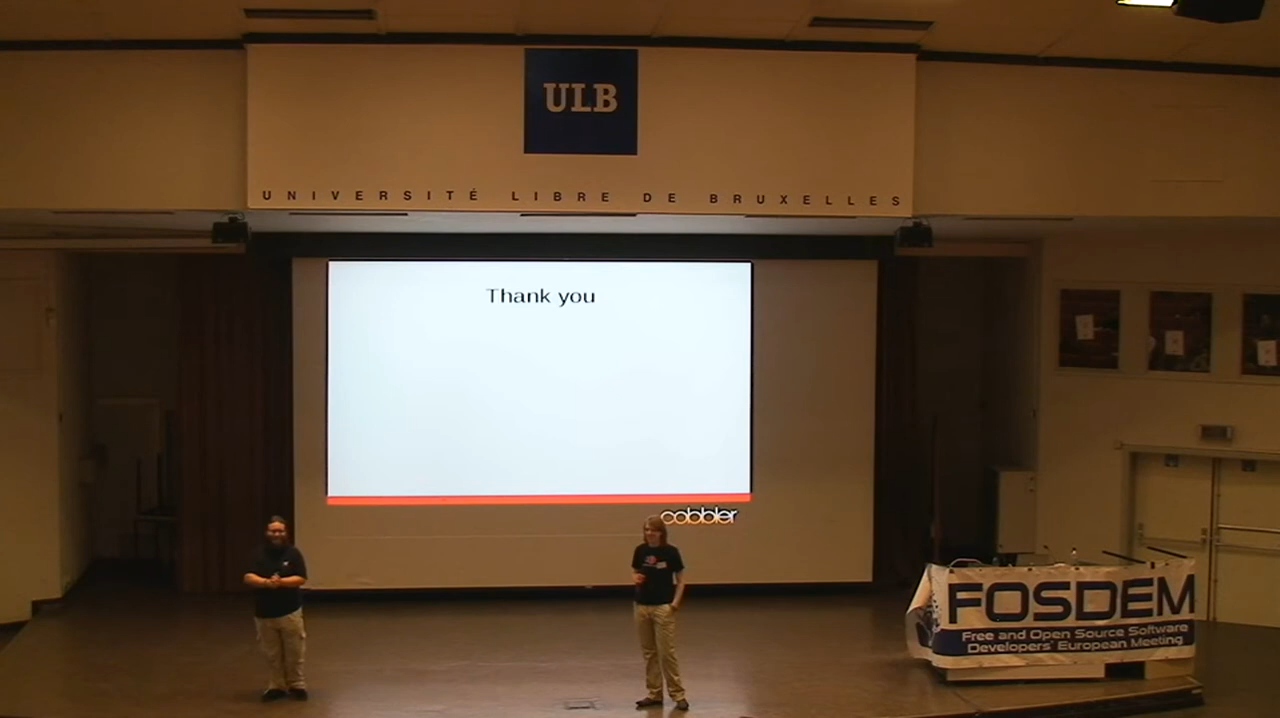 ULB
UNIVERSITÉ LIBRE DE BRUXELLES
Thank you
cobbler
FOSDEM
Free and Open Source Software
Developers' European Meeting